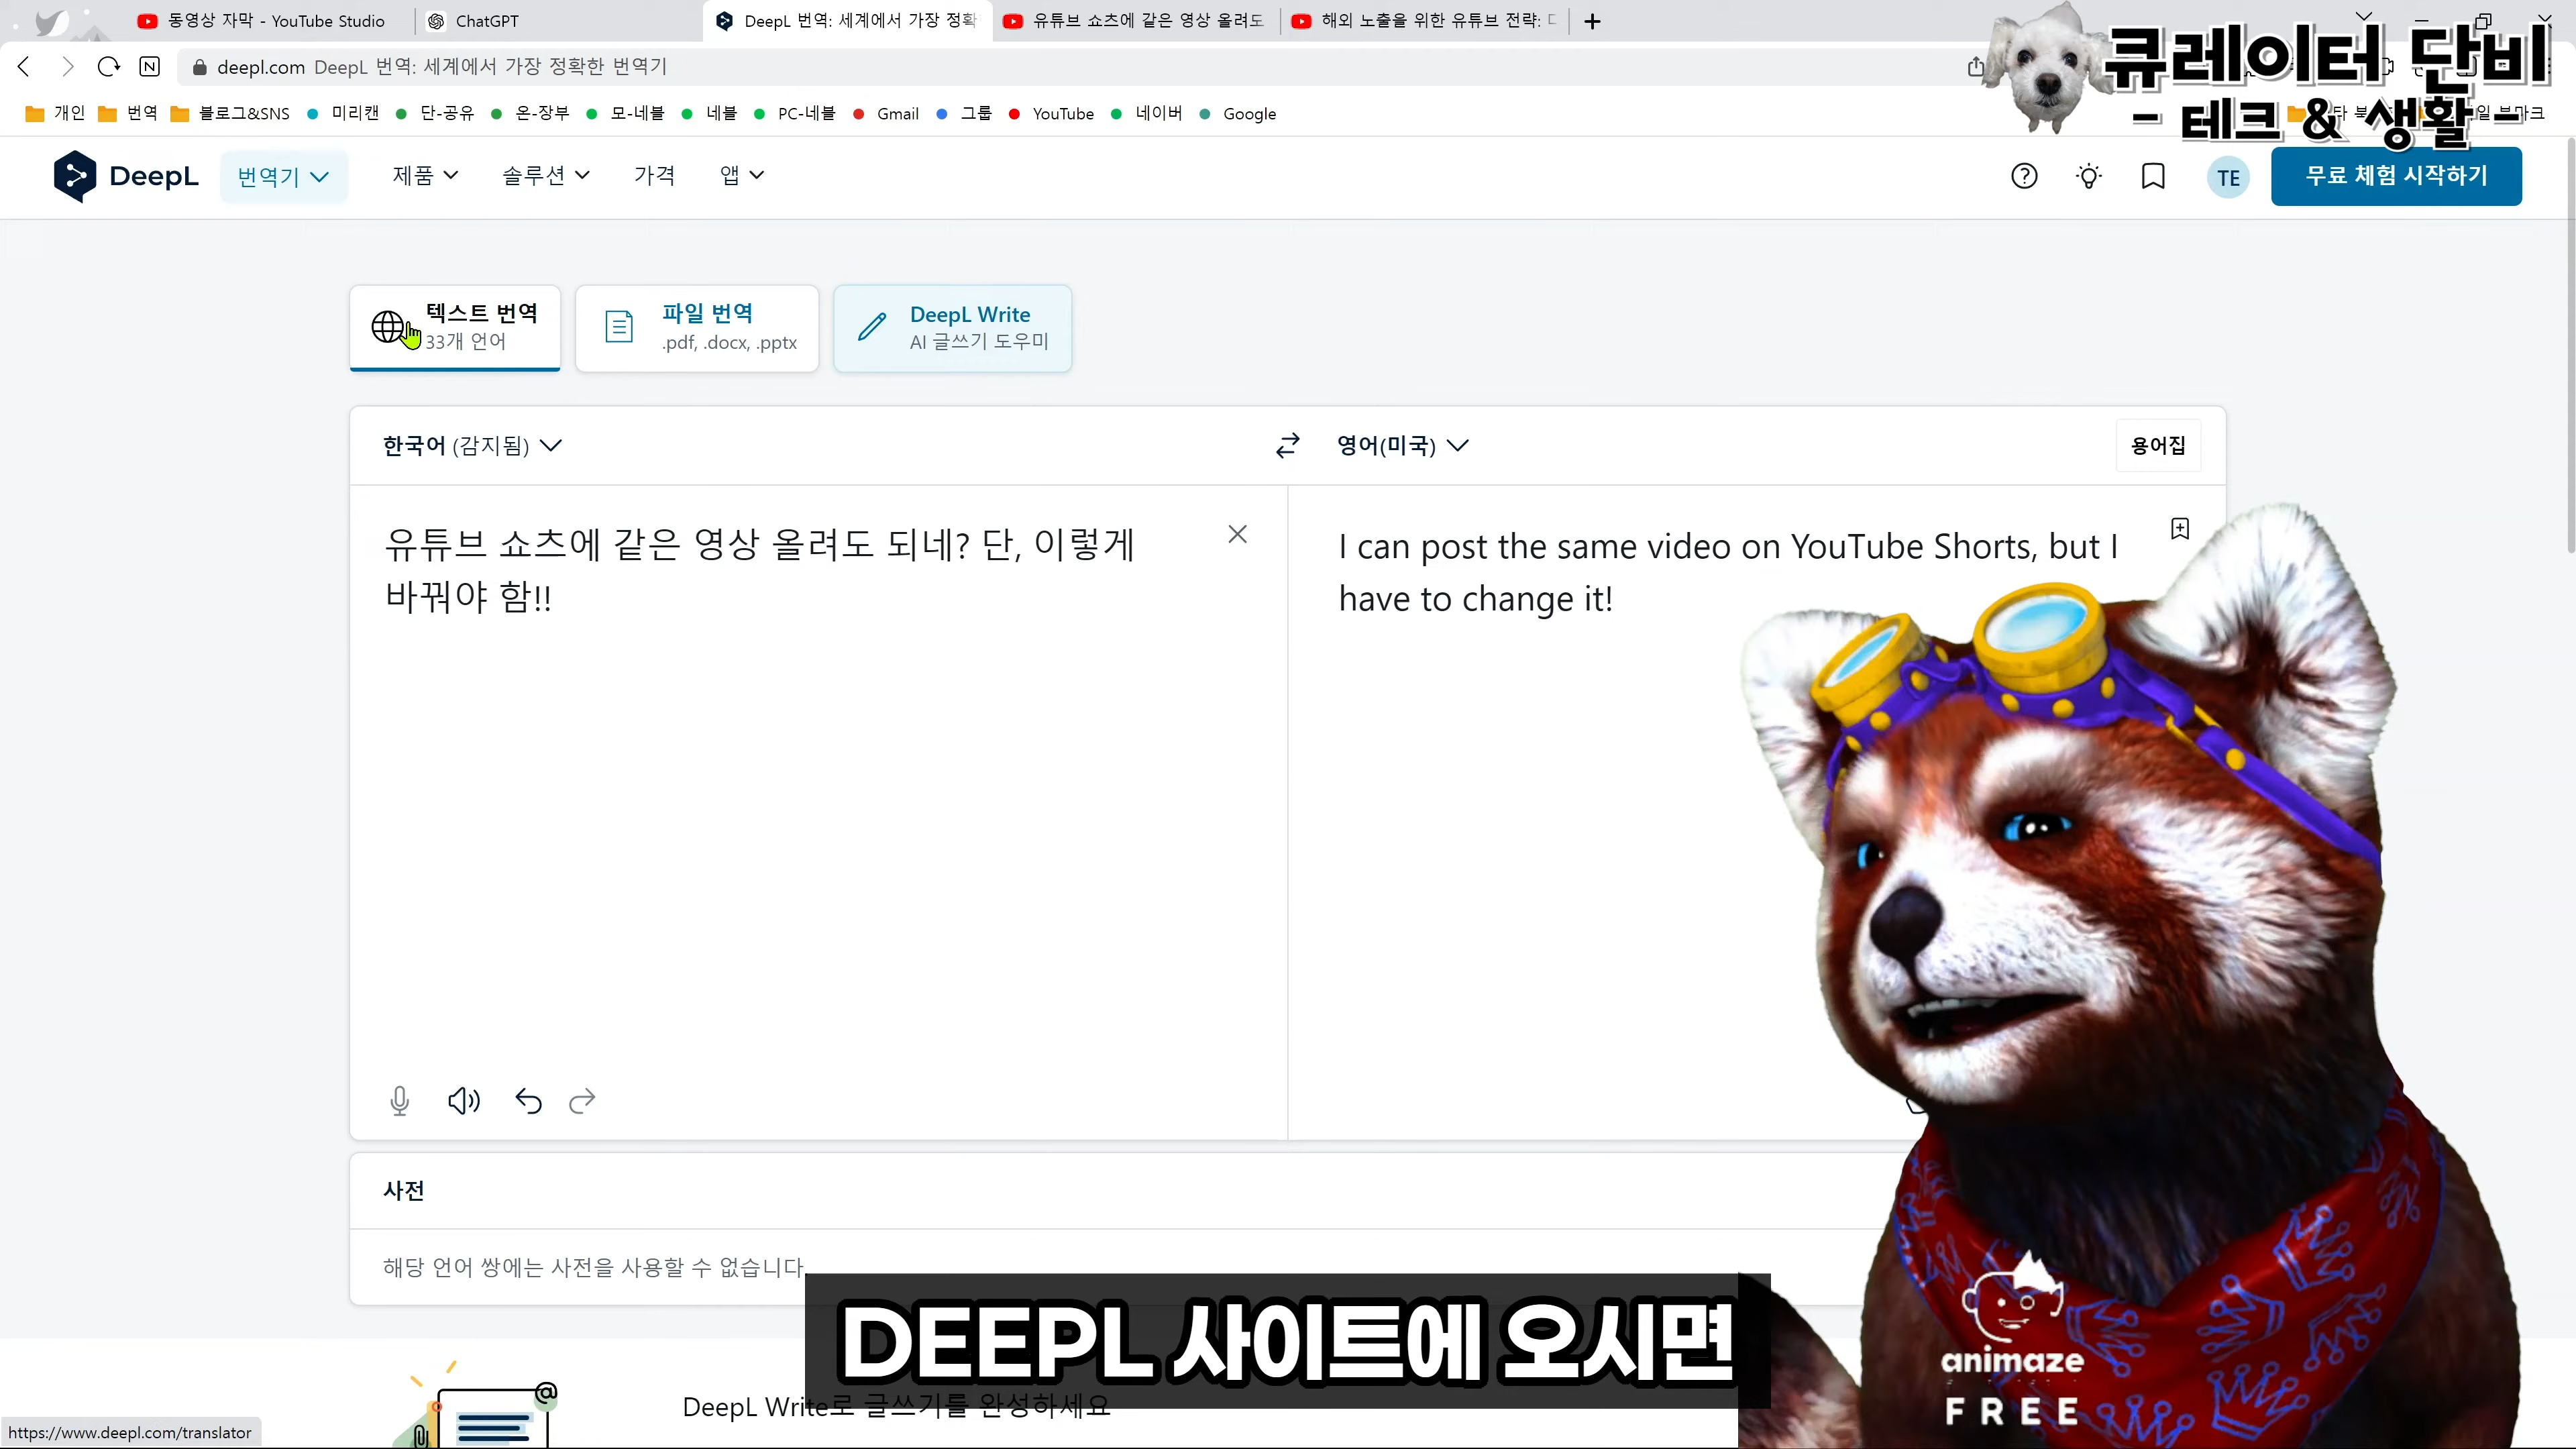 동영상 자막 - YouTube Studio
ChatGPT
DeepL 번역: 세계에서 가장 정확
유튜브 쇼츠에 같은 영상 올려도
해외 노출을 위한 유튜브 전략:
deepl.com DeepL 번역: 세계에서 가장 정확한 번역기
큐레이터 단비
- 테크 & 생활 -
개인
번역
블로그&SNS
미리캔
단-공유
온-장부
모-네블
네블
PC-네블
Gmail
그룹
YouTube
네이버
Google
DeepL
번역기
제품
솔루션
가격
앱
TE
무료 체험 시작하기
텍스트 번역
33개 언어
파일 번역
.pdf, .docx, .pptx
DeepL Write
AI 글쓰기 도우미
한국어 (감지됨)
영어(미국)
용어집
유튜브 쇼츠에 같은 영상 올려도 되네? 단, 이렇게
바꿔야 함!!
I can post the same video on YouTube Shorts, but I
have to change it!
사전
해당 언어 쌍에는 사전을 사용할 수 없습니다
DEEPL 사이트에 오시면
DeepL Write로 글쓰기를 완성하세요
animaze
FREE
https://www.deepl.com/translator